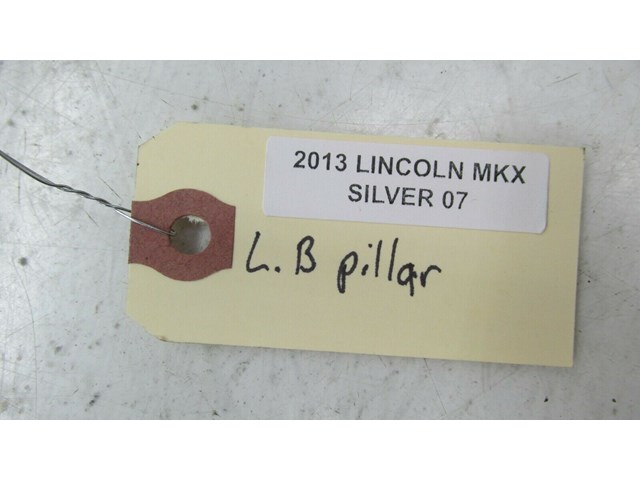 2013 LINCOLN MKX
SILVER 07
L. B pillar